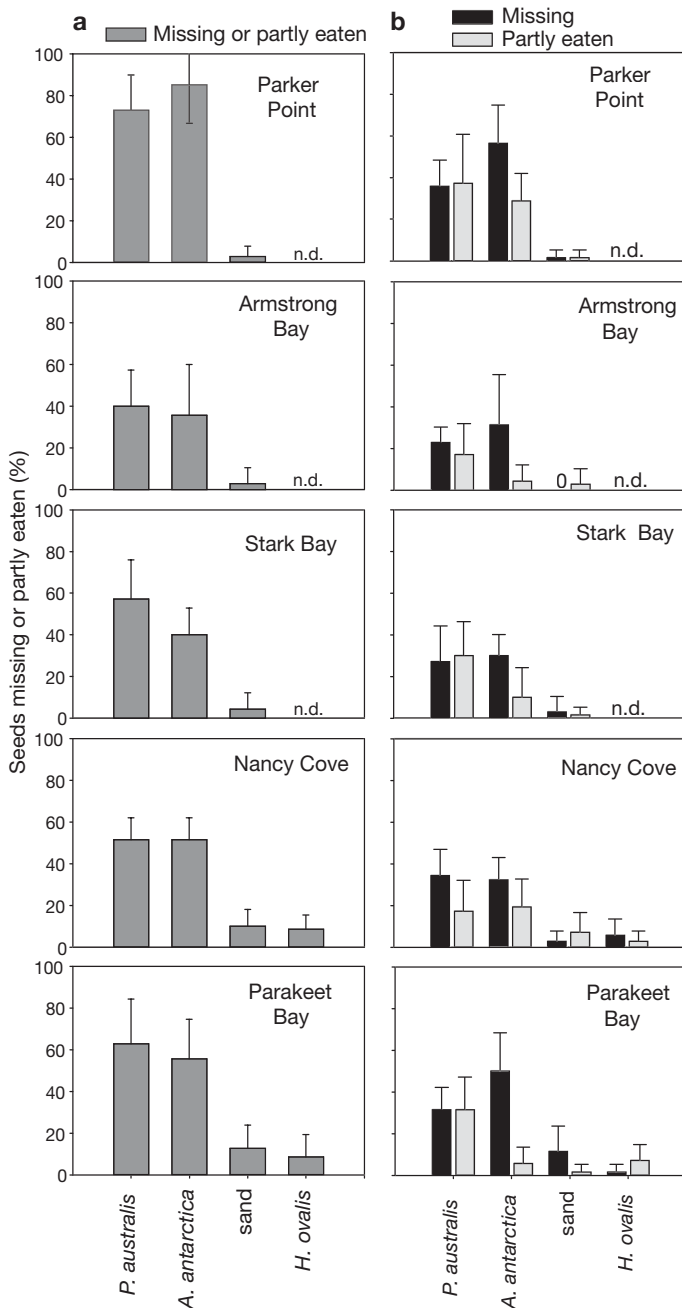 a
Missing or partly eaten
b
Missing
Partly eaten
Seeds missing or partly eaten (%)
100
80
60
40
20
0
Parker
Point
n.d.
Parker
Point
n.d.
100
80
60
40
20
0
Armstrong
Bay
n.d.
Armstrong
Bay
0
n.d.
100
80
60
40
20
0
Stark Bay
n.d.
Stark Bay
n.d.
100
80
60
40
20
0
Nancy Cove
Nancy Cove
100
80
60
40
20
0
Parakeet
Bay
Parakeet
Bay
P. australis
A. antarctica
sand
H. ovalis
P. australis
A. antarctica
sand
H. ovalis